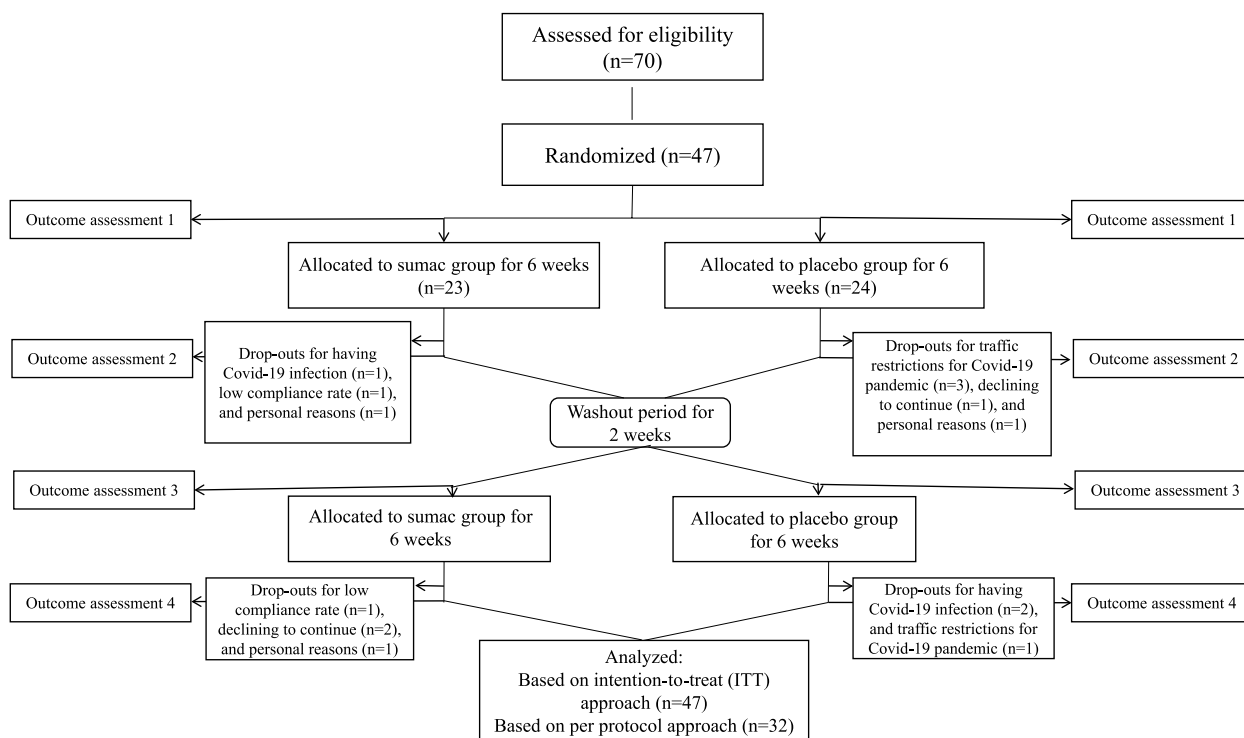 Assessed for eligibility
(n=70)
Randomized (n=47)
Outcome assessment 1
Outcome assessment 1
Allocated to sumac group for 6 weeks
(n=23)
Allocated to placebo group for 6
weeks (n=24)
Outcome assessment 2
Drop-outs for having
Covid-19 infection (n=1),
low compliance rate (n=1),
and personal reasons (n=1)
Drop-outs for traffic
restrictions for Covid-19
pandemic (n=3), declining
to continue (n=1), and
personal reasons (n=1)
Outcome assessment 2
Washout period for
2 weeks
Outcome assessment 3
Outcome assessment 3
Allocated to sumac group for
6 weeks
Allocated to placebo group
for 6 weeks
Outcome assessment 4
Drop-outs for low
compliance rate (n=1),
declining to continue (n=2),
and personal reasons (n=1)
Drop-outs for having
Covid-19 infection (n=2),
and traffic restrictions for
Covid-19 pandemic (n=1)
Outcome assessment 4
Analyzed:
Based on intention-to-treat (ITT)
approach (n=47)
Based on per protocol approach (n=32)